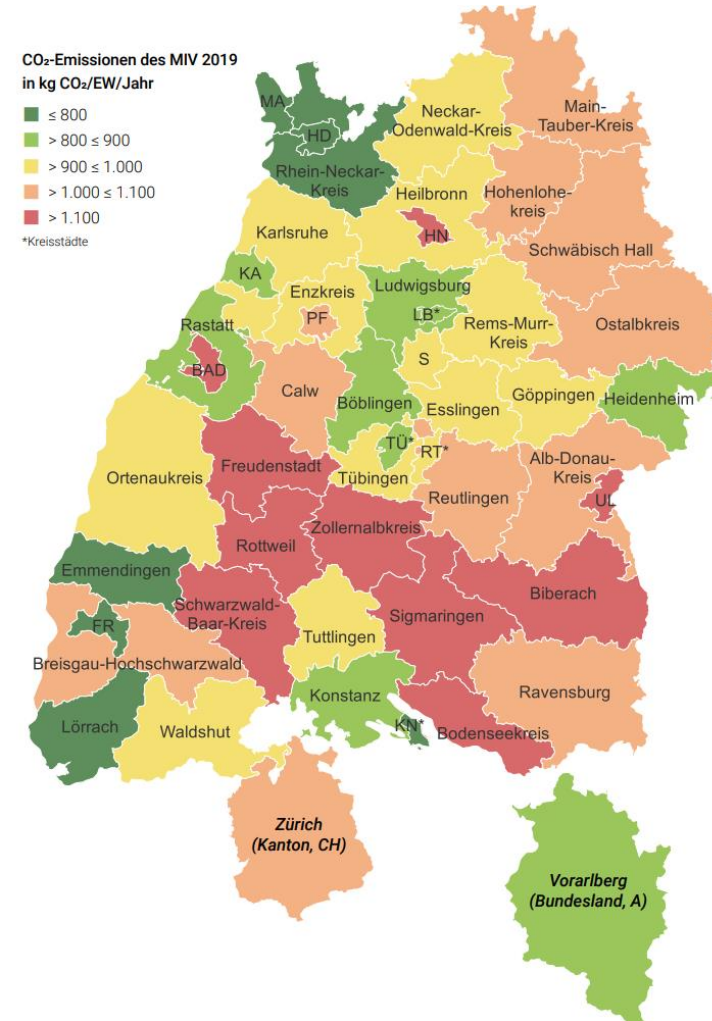 CO₂-Emissionen des MIV 2019
in kg CO₂/EW/Jahr
≤ 800
> 800 ≤ 900
> 900 ≤ 1.000
> 1.000 ≤ 1.100
> 1.100
*Kreisstädte
MA
HD
Rhein-Neckar-
Kreis
Neckar-
Odenwald-Kreis
Main-
Tauber-Kreis
Heilbronn
HN
Hohenlohe-
kreis
Schwäbisch Hall
Karlsruhe
KA
Enzkreis
PF
Ludwigsburg
LB*
Rems-Murr-
Kreis
Ostalbkreis
Rastatt
BAD
Calw
S
Böblingen
Esslingen
Göppingen
Heidenheim
Ortenaukreis
Freudenstadt
TÜ*
Tübingen
RT*
Reutlingen
Alb-Donau-
Kreis
UL
Rottweil
Zollernalbkreis
Emmendingen
FR
Schwarzwald-
Baar-Kreis
Tuttlingen
Sigmaringen
Biberach
Breisgau-Hochschwarzwald
Konstanz
KN*
Ravensburg
Lörrach
Waldshut
Bodenseekreis
Zürich
(Kanton, CH)
Vorarlberg
(Bundesland, A)